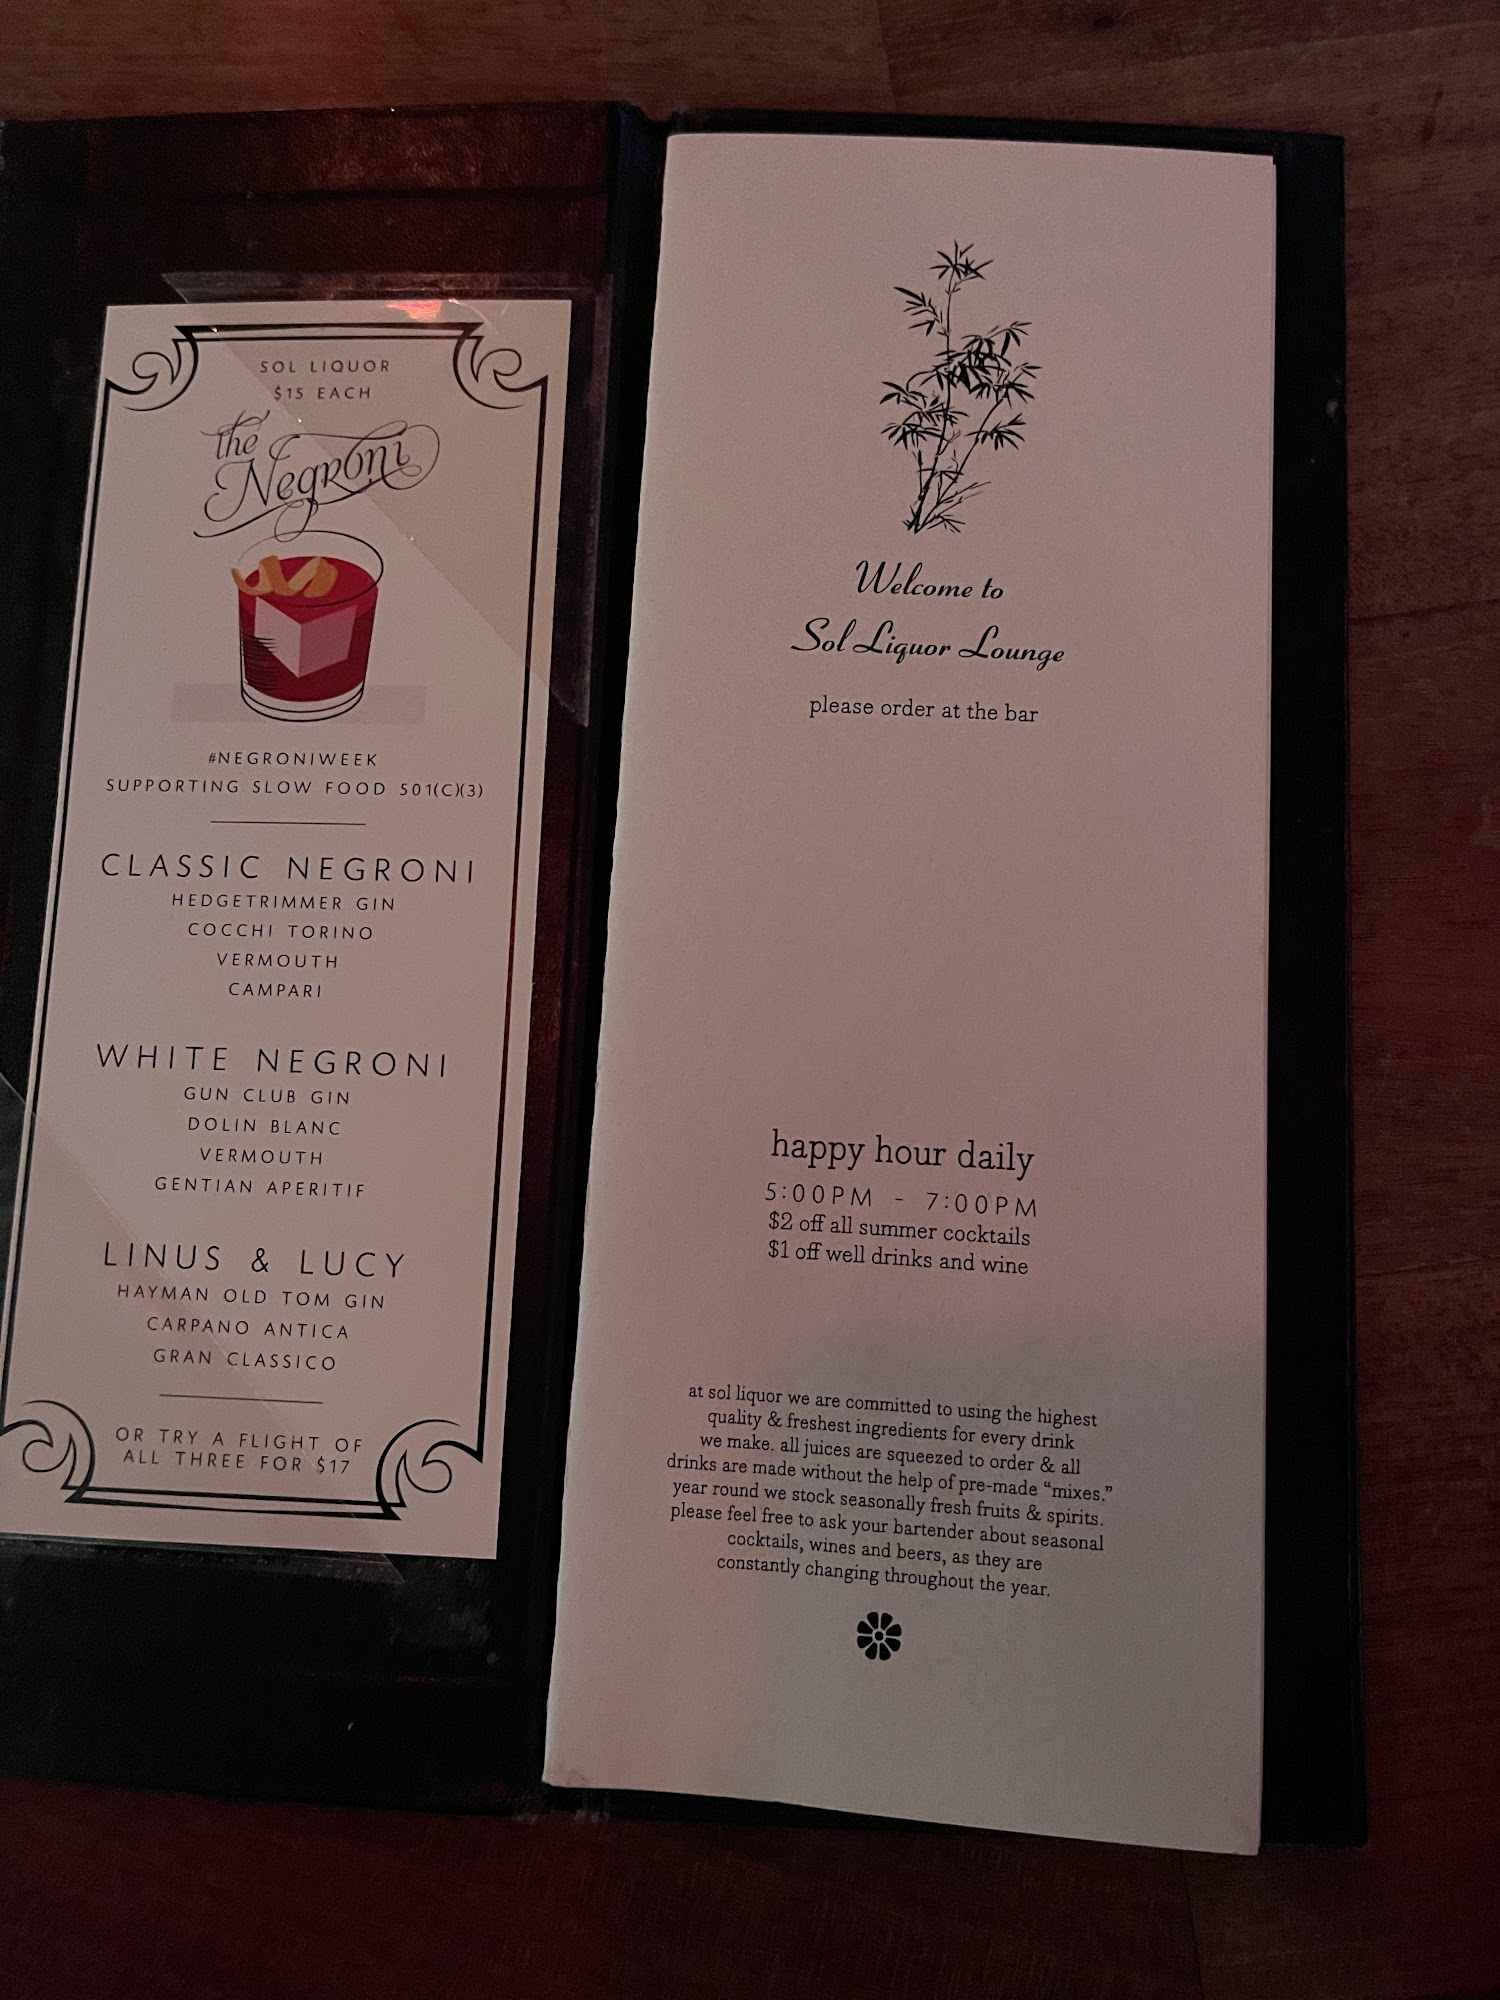 SOL LIQUOR
$15 EACH
the
Negroni
#NEGRONIWEEK
SUPPORTING SLOW FOOD 501(C)(3)
CLASSIC NEGRONI
HEDGETRIMMER GIN
COCCHI TORINO
VERMOUTH
CAMPARI
WHITE NEGRONI
GUN CLUB GIN
DOLIN BLANC
VERMOUTH
GENTIAN APERITIF
LINUS & LUCY
HAYMAN OLD TOM GIN
CARPANO ANTICA
GRAN CLASSICO
OR TRY A FLIGHT OF
ALL THREE FOR $17
Welcome to
Sol Liquor Lounge
please order at the bar
happy hour daily
5:00PM - 7:00PM
$2 off all summer cocktails
$1 off well drinks and wine
at sol liquor we are committed to using the highest
quality & freshest ingredients for every drink
we make. all juices are squeezed to order & all
drinks are made without the help of pre-made “mixes.”
year round we stock seasonally fresh fruits & spirits.
please feel free to ask your bartender about seasonal
cocktails, wines and beers, as they are
constantly changing throughout the year.